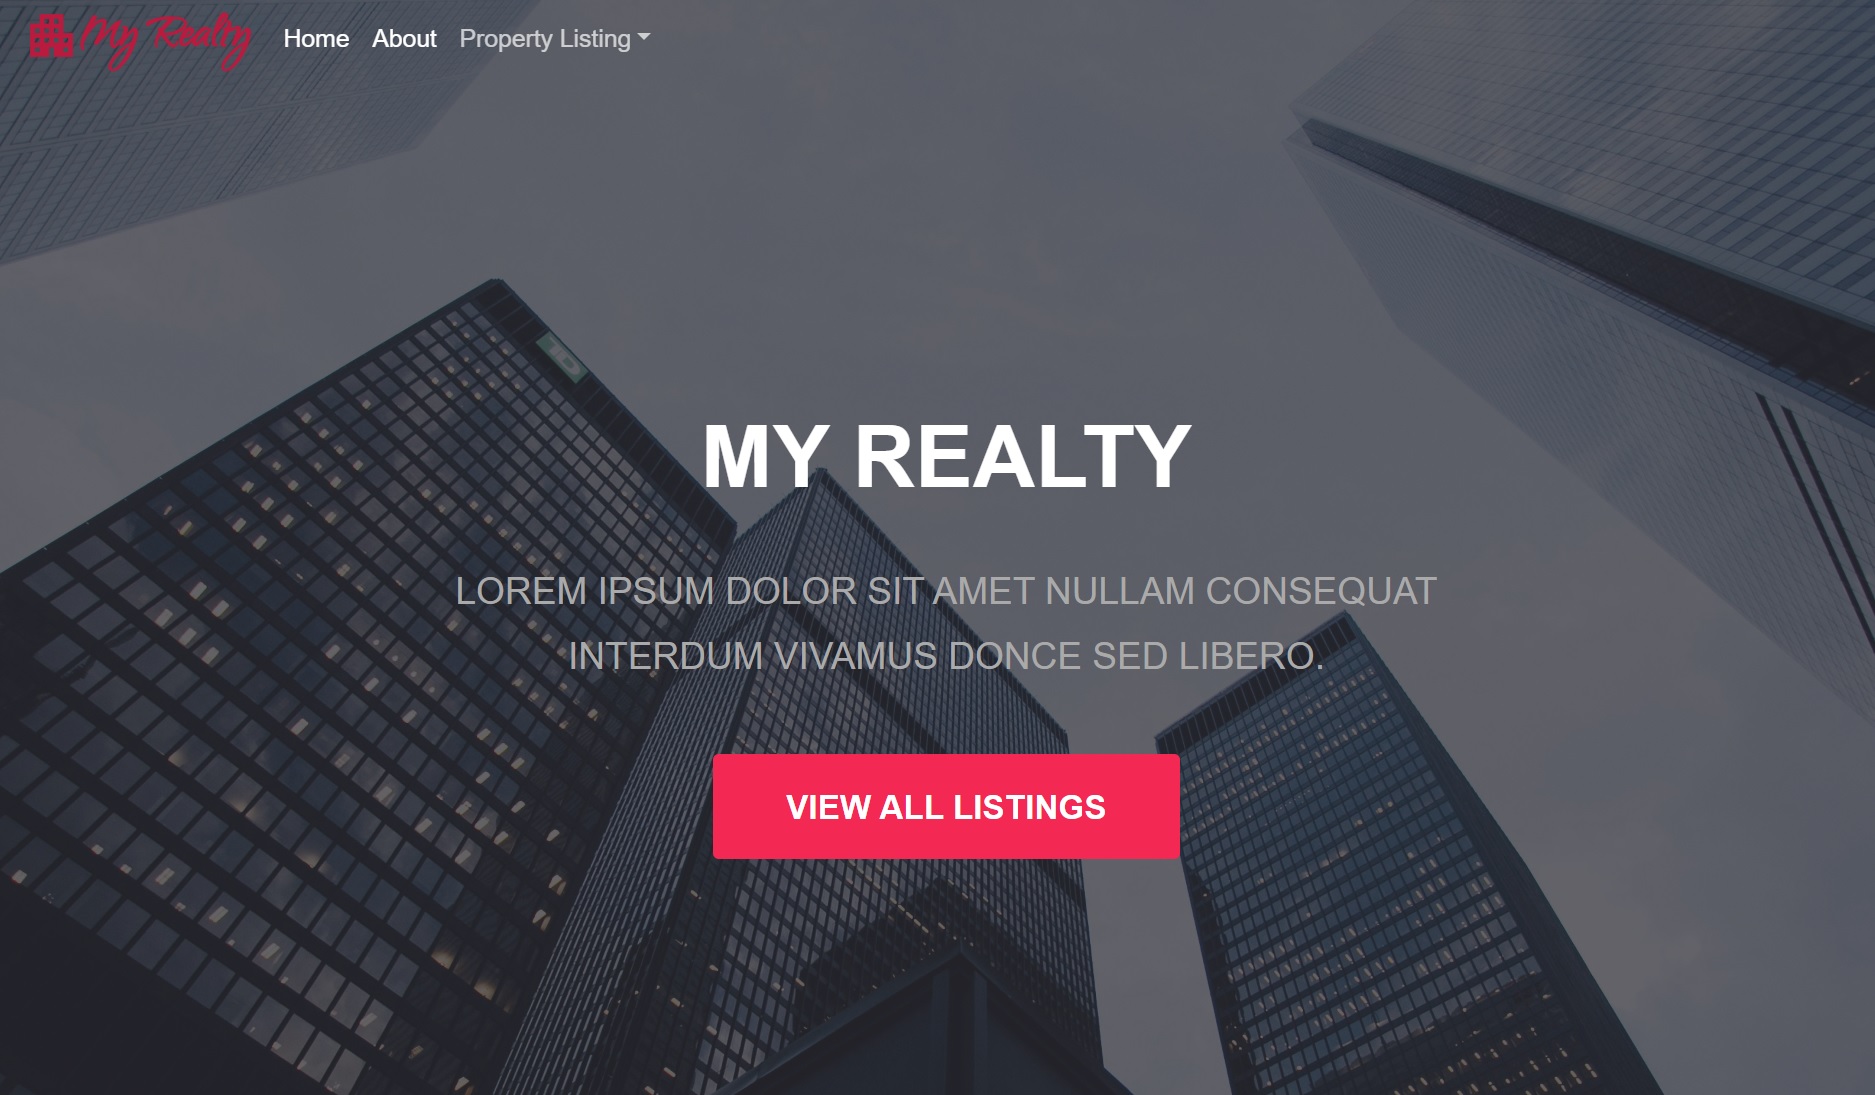 My Realty Home About Property Listing
TD
MY REALTY
LOREM IPSUM DOLOR SIT AMET NULLAM CONSEQUAT
INTERDUM VIVAMUS DONCE SED LIBERO.
VIEW ALL LISTINGS